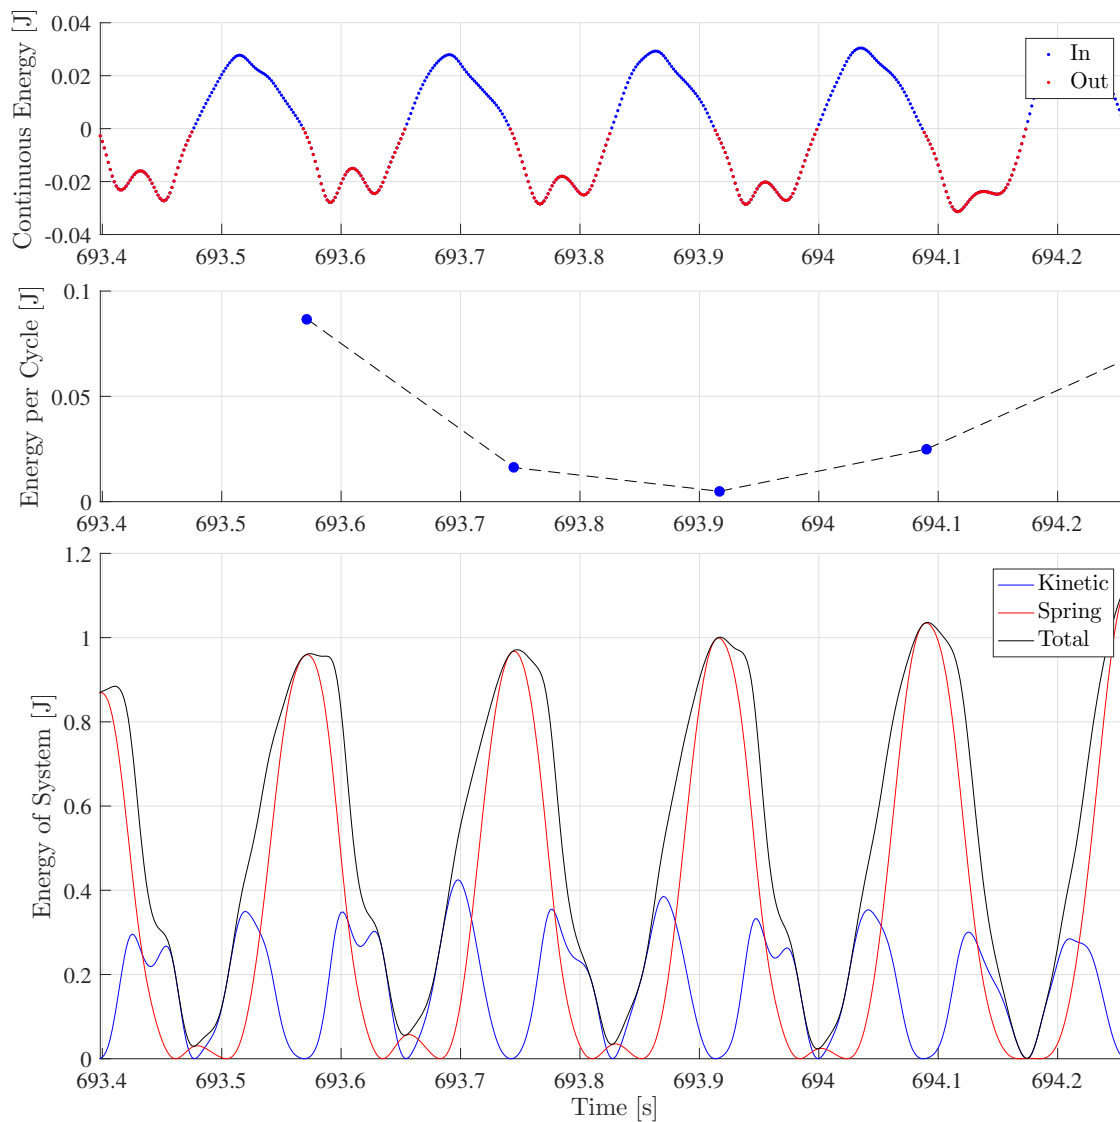 Continuous Energy [J]
0.04
0.02
0
-0.02
-0.04
In
Out
693.4 693.5 693.6 693.7 693.8 693.9 694 694.1 694.2
Energy per Cycle [J]
0.1
0.05
0
693.4 693.5 693.6 693.7 693.8 693.9 694 694.1 694.2
Energy of System [J]
1.2
1
0.8
0.6
0.4
0.2
0
Kinetic
Spring
Total
693.4 693.5 693.6 693.7 693.8 693.9 694 694.1 694.2
Time [s]